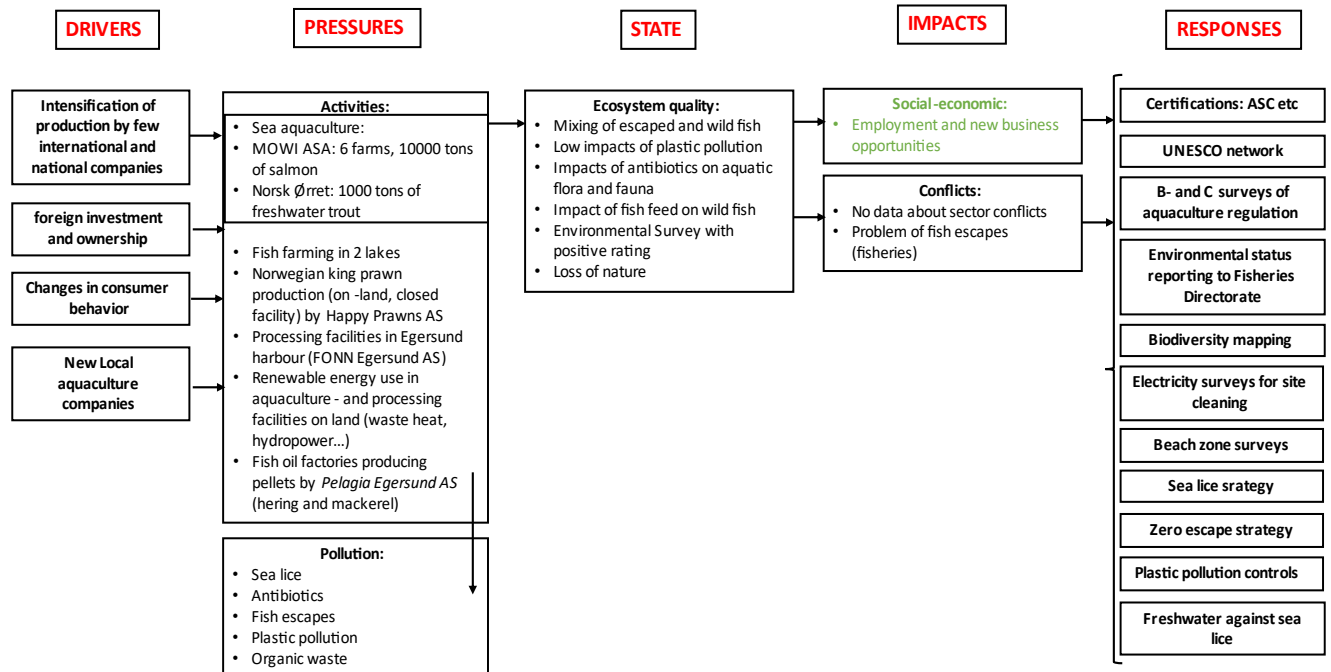 DRIVERS
PRESSURES
STATE
IMPACTS
RESPONSES
Intensification of
production by few
international and
national companies
foreign investment
and ownership
Changes in consumer
behavior
New Local
aquaculture
companies
Activities:
• Sea aquaculture:
• MOWI ASA: 6 farms, 10000 tons
of salmon
• Norsk Ørret: 1000 tons of
freshwater trout
• Fish farming in 2 lakes
• Norwegian king prawn
production (on -land, closed
facility) by Happy Prawns AS
• Processing facilities in Egersund
harbour (FONN Egersund AS)
• Renewable energy use in
aquaculture - and processing
facilities on land (waste heat,
hydropower...)
• Fish oil factories producing
pellets by Pelagia Egersund AS
(hering and mackerel)
Pollution:
• Sea lice
• Antibiotics
• Fish escapes
• Plastic pollution
• Organic waste
Ecosystem quality:
• Mixing of escaped and wild fish
• Low impacts of plastic pollution
• Impacts of antibiotics on aquatic
flora and fauna
• Impact of fish feed on wild fish
• Environmental Survey with
positive rating
• Loss of nature
Social-economic:
• Employment and new business
opportunities
Conflicts:
• No data about sector conflicts
• Problem of fish escapes
(fisheries)
Certifications: ASC etc
UNESCO network
B- and C surveys of
aquaculture regulation
Environmental status
reporting to Fisheries
Directorate
Biodiversity mapping
Electricity surveys for site
cleaning
Beach zone surveys
Sea lice srategy
Zero escape strategy
Plastic pollution controls
Freshwater against sea
lice